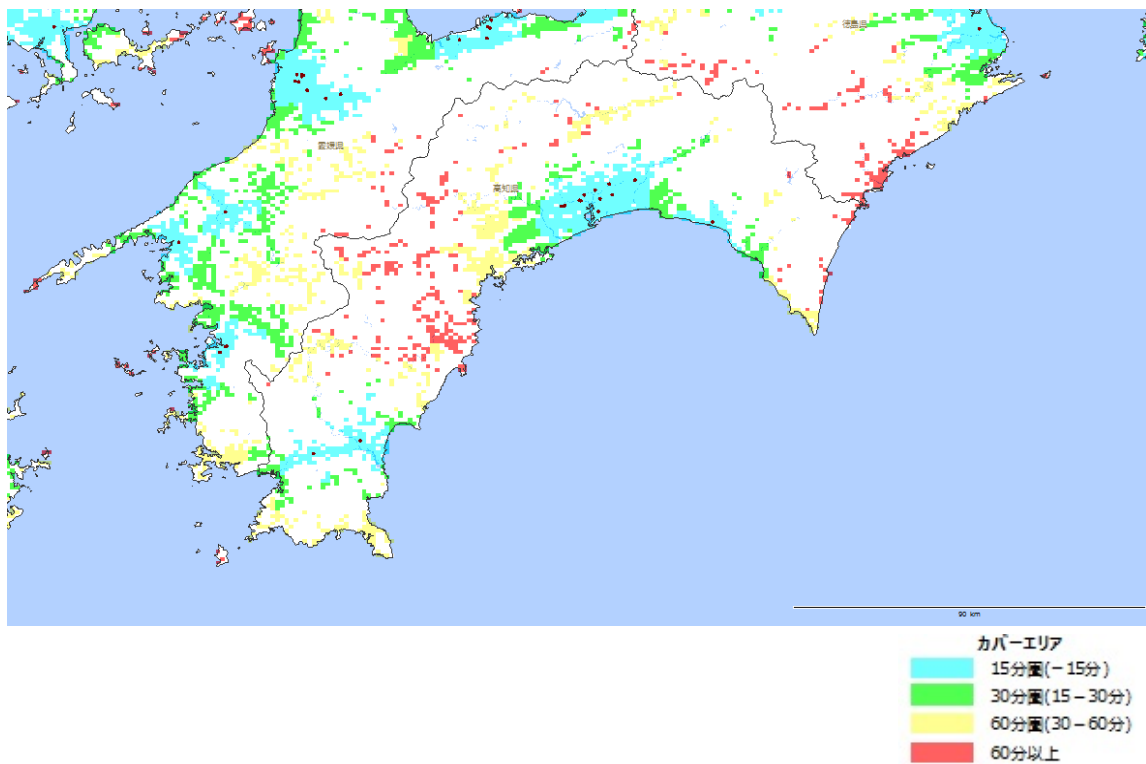 徳島県
愛媛県
高知県
90 km
カバーエリア
15分圏(－15分)
30分圏(15－30分)
60分圏(30－60分)
60分以上